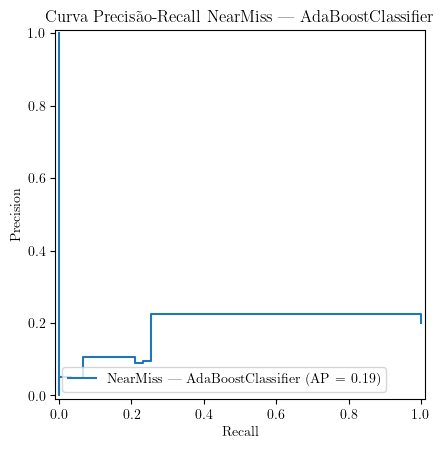 Curva Precisão-Recall NearMiss — AdaBoostClassifier
1.0
0.8
0.6
0.4
0.2
0.0
Precision
NearMiss — AdaBoostClassifier (AP = 0.19)
0.0 0.2 0.4 0.6 0.8 1.0
Recall